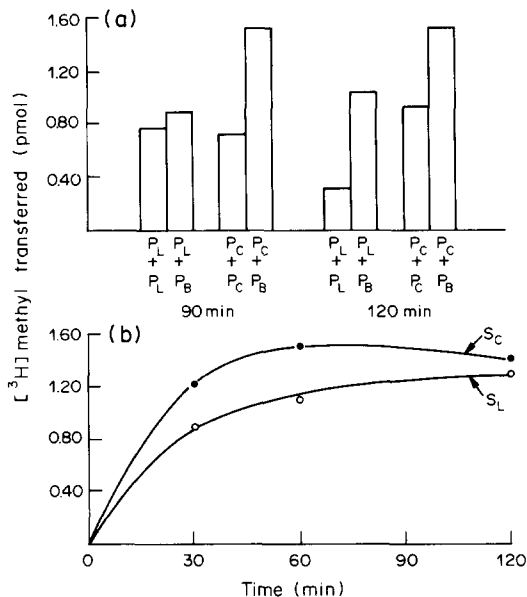 [³H] methyl transferred (pmol)
(a)
1.60
1.20
0.80
0.40
P_L P_L P_C P_C P_L P_L P_C P_C
+ + + + + + + +
P_L P_B P_C P_B P_L P_B P_C P_B
90 min 120 min
(b)
1.60
1.20
0.80
0.40
S_C
S_L
0 30 60 90 120
Time (min)